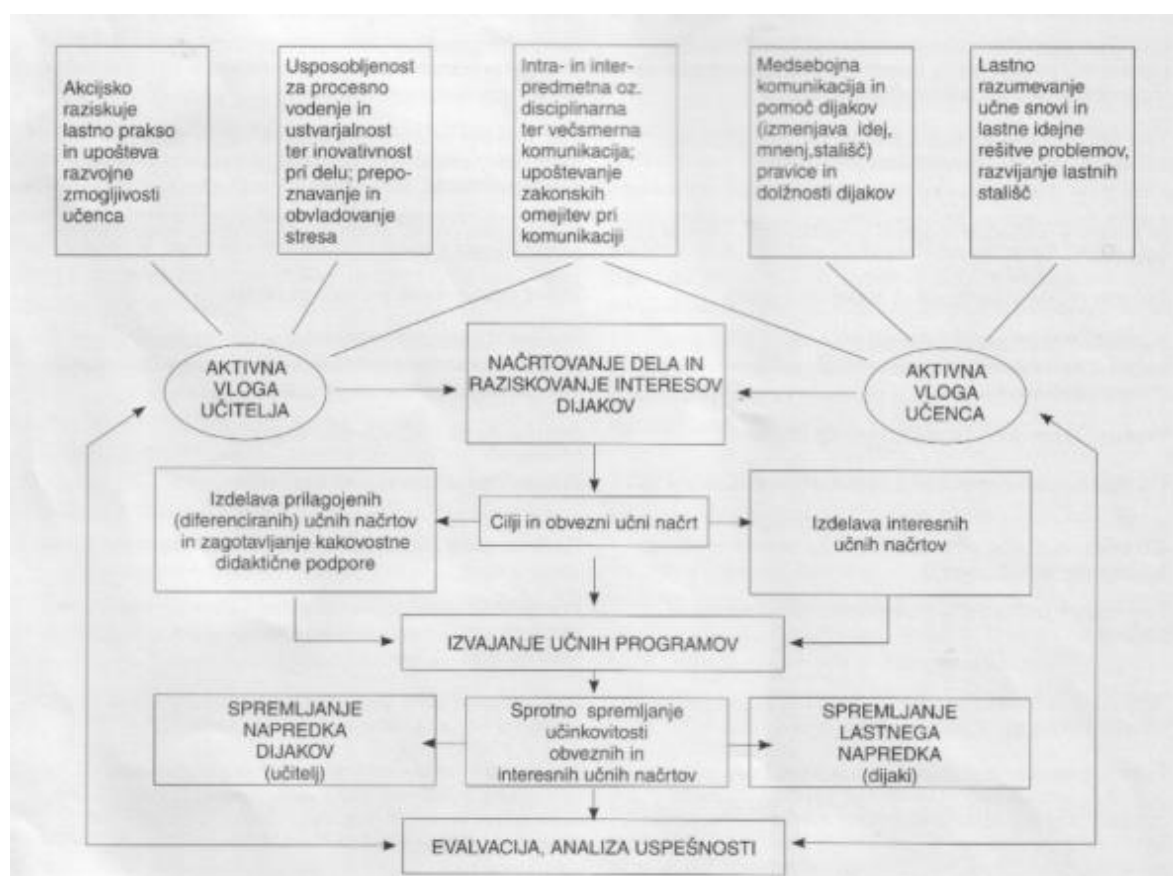 Akcijsko
raziskuje
lastno prakso
in upošteva
razvojne
zmogljivosti
učenca
Usposobljenost
za procesno
vodenje in
ustvarjalnost
ter inovativnost
pri delu; prepo-
znavanje in
obvladovanje
stresa
Intra- in inter-
predmetna oz.
disciplinarna
ter večsmerna
komunikacija;
upoštevanje
zakonskih
omejitev pri
komunikaciji
Medsebojna
komunikacija in
pomoč dijakov
(izmenjava idej,
mnenj,stališč)
pravice in
dolžnosti dijakov
Lastno
razumevanje
učne snovi in
lastne idejne
rešitve problemov,
razvijanje lastnih
stališč
AKTIVNA
VLOGA
UČITELJA
NAČRTOVANJE DELA IN
RAZISKOVANJE INTERESOV
DIJAKOV
AKTIVNA
VLOGA
UČENCA
Izdelava prilagojenih
(diferenciranih) učnih načrtov
in zagotavljanje kakovostne
didaktične podpore
Cilji in obvezni učni načrt
Izdelava interesnih
učnih načrtov
IZVAJANJE UČNIH PROGRAMOV
SPREMLJANJE
NAPREDKA
DIJAKOV
(učitelj)
Sprotno spremljanje
učinkovitosti
obveznih in
interesnih učnih načrtov
SPREMLJANJE
LASTNEGA
NAPREDKA
(dijaki)
EVALVACIJA, ANALIZA USPEŠNOSTI